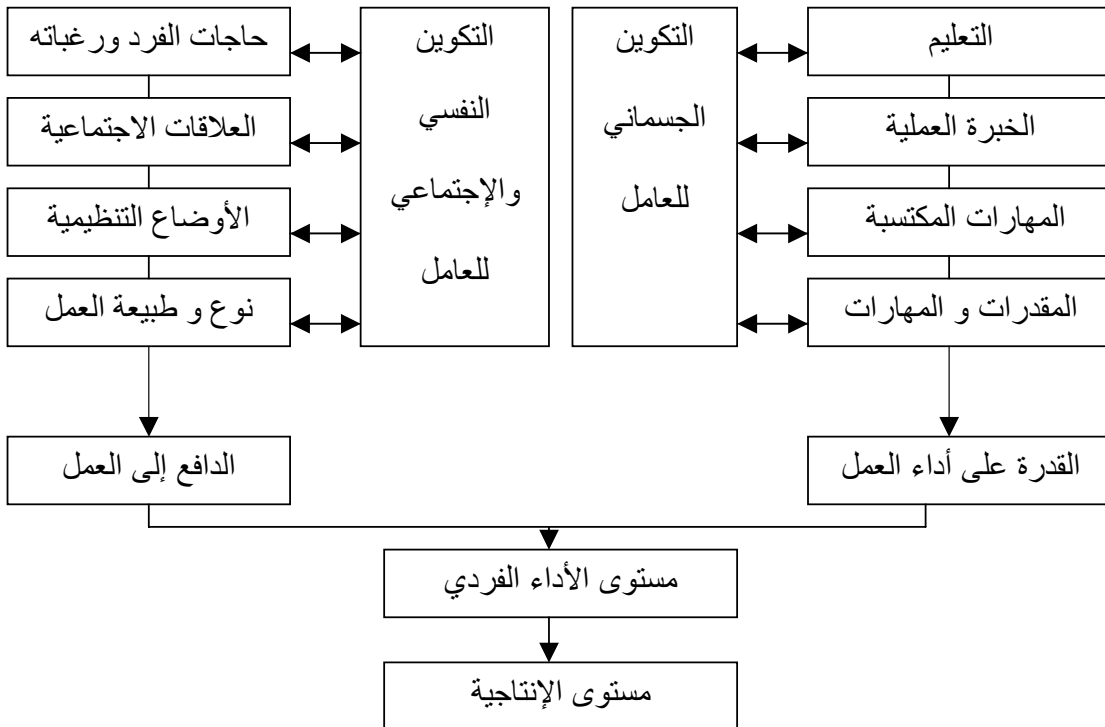 التعليم
الخبرة العملية
المهارات المكتسبة
المقدرات و المهارات
التكوين
الجسماني
للعامل
التكوين
النفسي
والإجتماعي
للعامل
حاجات الفرد ورغباته
العلاقات الاجتماعية
الأوضاع التنظيمية
نوع و طبيعة العمل
القدرة على أداء العمل
الدافع إلى العمل
مستوى الأداء الفردي
مستوى الإنتاجية